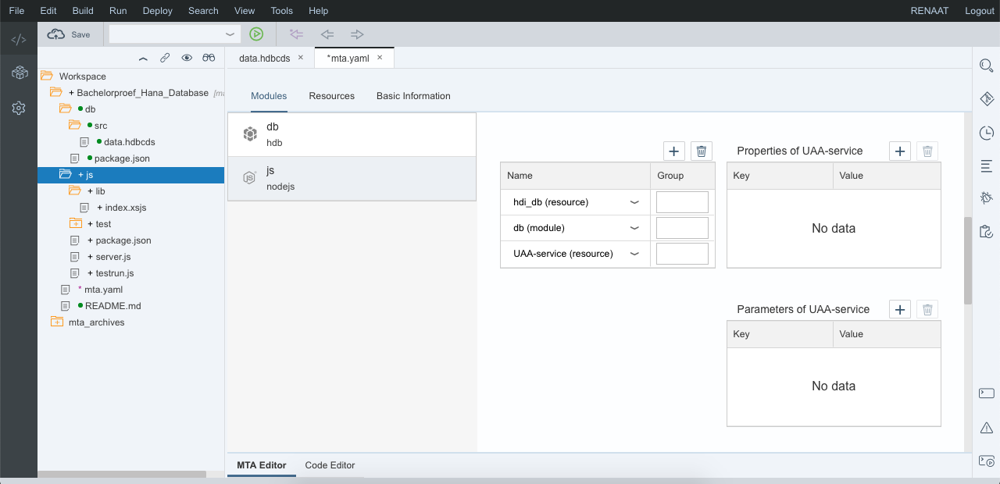 File Edit Build Run Deploy Search View Tools Help RENAAT Logout
Save
data.hdbcds × *mta.yaml ×
Workspace
+ Bachelorproef_Hana_Database
db
src
data.hdbcds
package.json
+ js
+ lib
+ index.xsjs
+ test
+ package.json
+ server.js
+ testrun.js
* mta.yaml
README.md
mta_archives
Modules Resources Basic Information
db
hdb
js
nodejs
Name Group
hdi_db (resource)
db (module)
UAA-service (resource)
Properties of UAA-service
Key Value
No data
Parameters of UAA-service
Key Value
No data
MTA Editor Code Editor